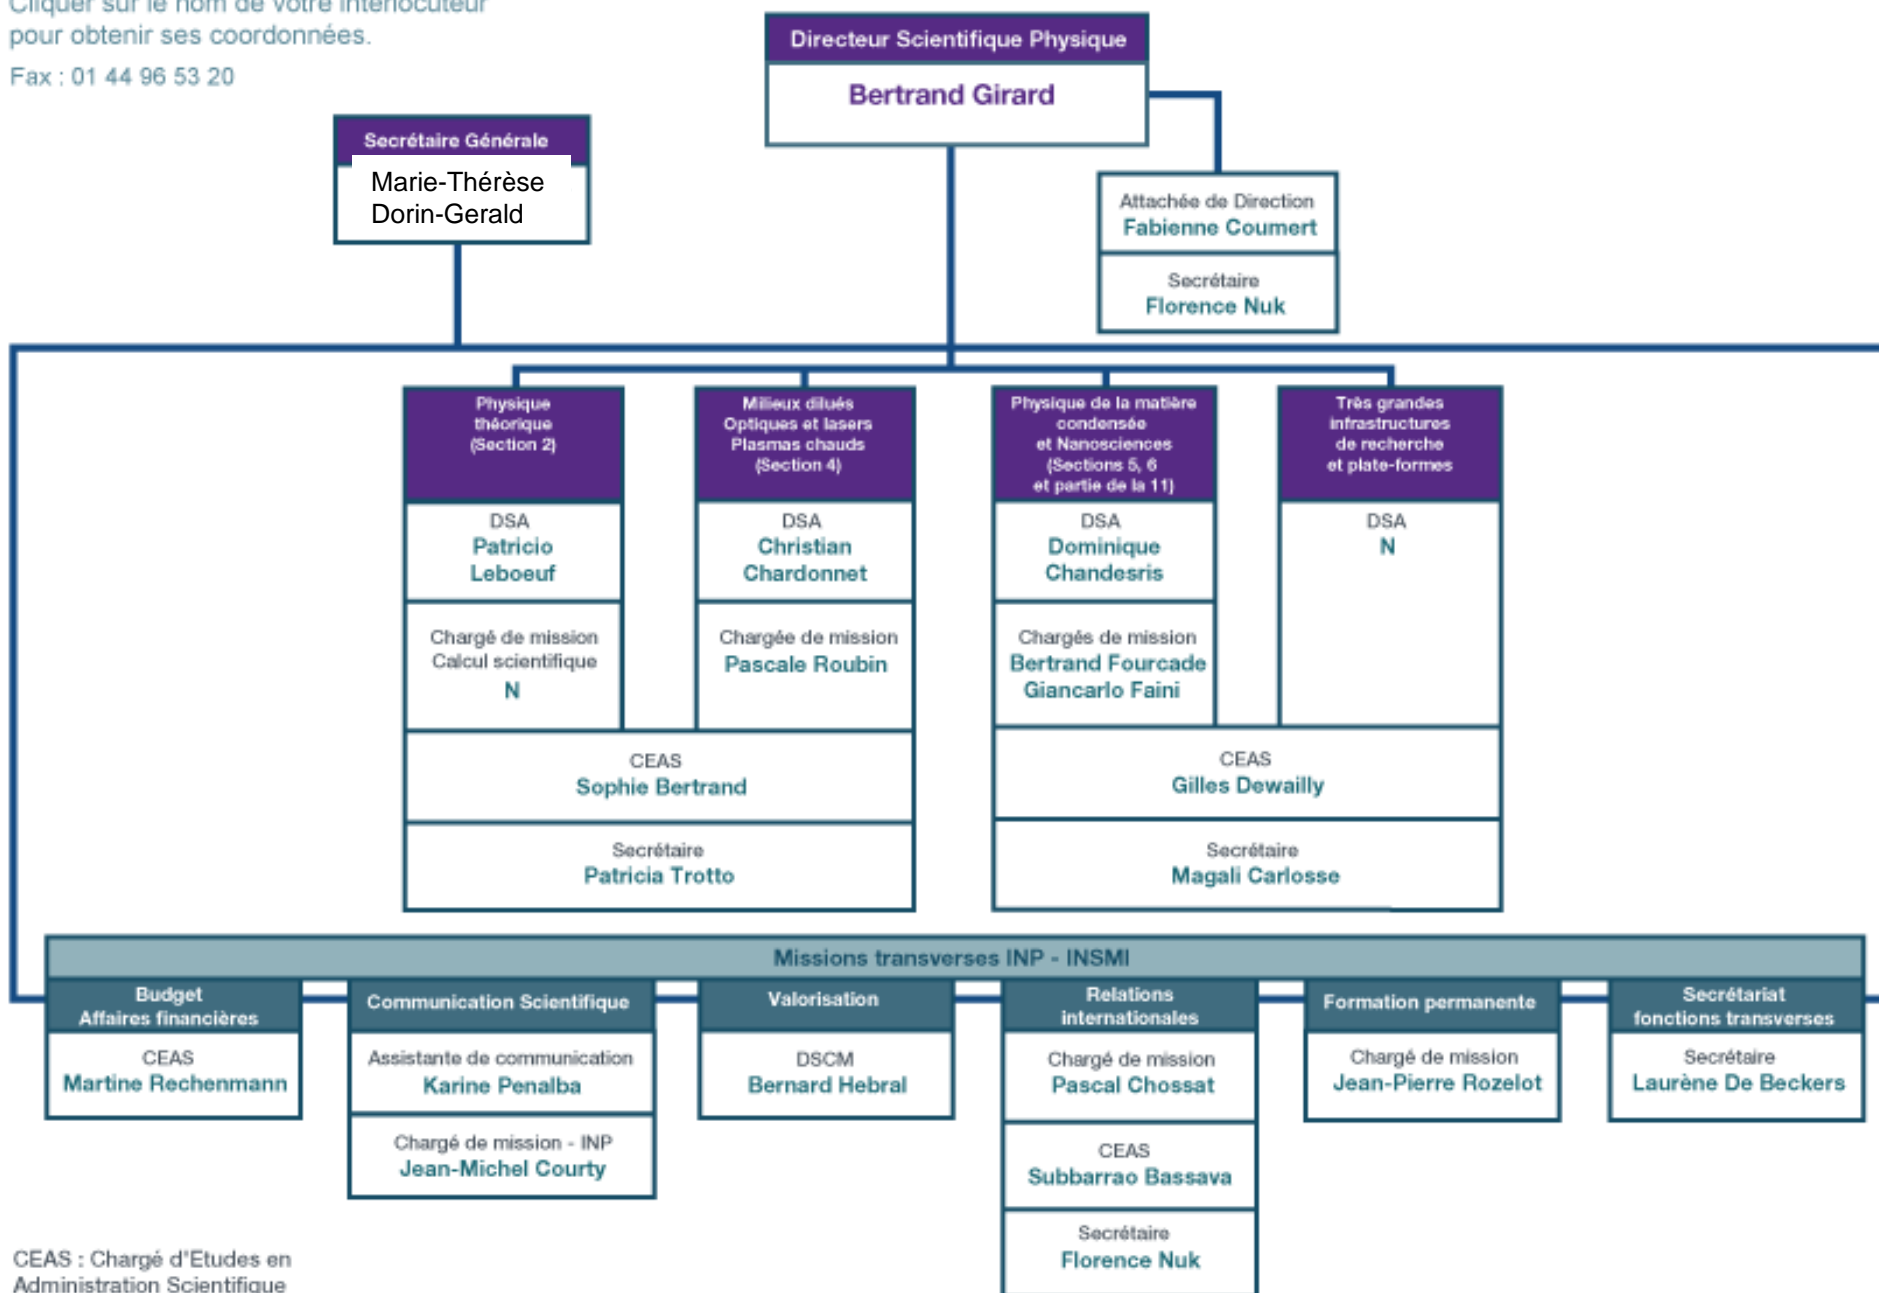 Cliquer sur le nom de votre interlocuteur
pour obtenir ses coordonnées.
Fax : 01 44 96 53 20
Directeur Scientifique Physique
Bertrand Girard
Secrétaire Générale
Marie-Thérèse
Dorin-Gerald
Attachée de Direction
Fabienne Coumert
Secrétaire
Florence Nuk
Physique
théorique
(Section 2)
DSA
Patricio
Leboeuf
Chargé de mission
Calcul scientifique
N
Milieux dilués
Optiques et lasers
Plasmas chauds
(Section 4)
DSA
Christian
Chardonnet
Chargée de mission
Pascale Roubin
CEAS
Sophie Bertrand
Secrétaire
Patricia Trotto
Physique de la matière
condensée
et Nanosciences
(Sections 5, 6
et partie de la 11)
DSA
Dominique
Chandesris
Chargés de mission
Bertrand Fourcade
Giancarlo Faini
Très grandes
infrastructures
de recherche
et plate-formes
DSA
N
CEAS
Gilles Dewailly
Secrétaire
Magali Carlosse
Missions transverses INP - INSMI
Budget
Affaires financières
CEAS
Martine Rechenmann
Communication Scientifique
Assistante de communication
Karine Penalba
Chargé de mission - INP
Jean-Michel Courty
Valorisation
DSCM
Bernard Hebral
Relations
internationales
Chargé de mission
Pascal Chossat
CEAS
Subbarrao Bassava
Secrétaire
Florence Nuk
Formation permanente
Chargé de mission
Jean-Pierre Rozelot
Secrétariat
fonctions transverses
Secrétaire
Laurène De Beckers
CEAS : Chargé d'Etudes en
Administration Scientifique